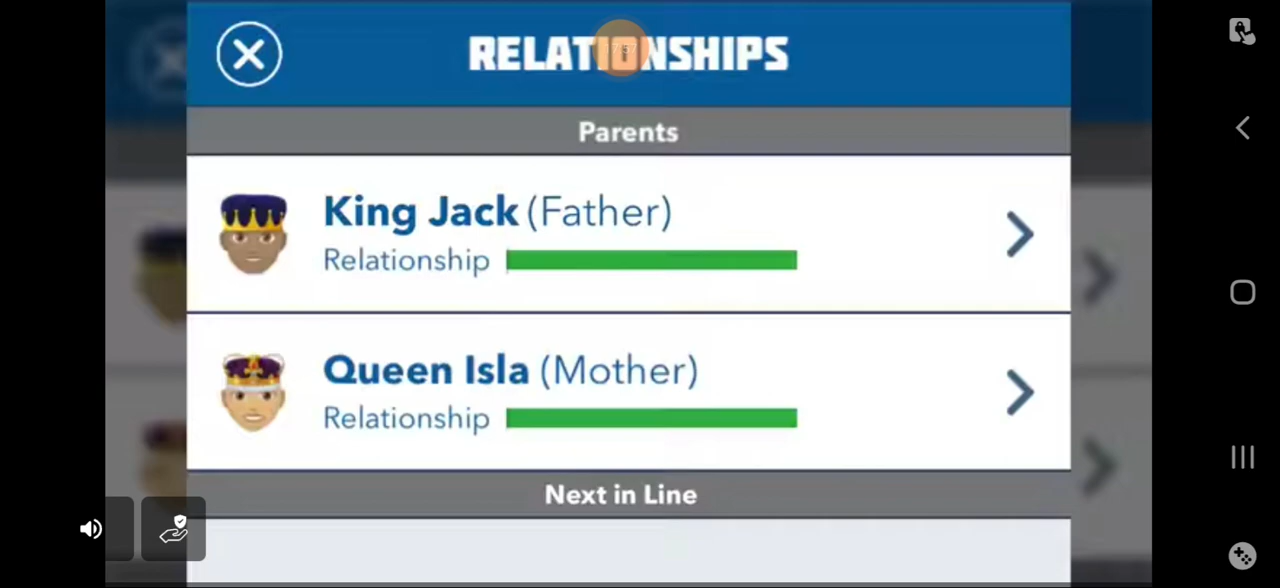 RELATIONSHIPS
Parents
King Jack (Father)
Relationship
Queen Isla (Mother)
Relationship
Next in Line